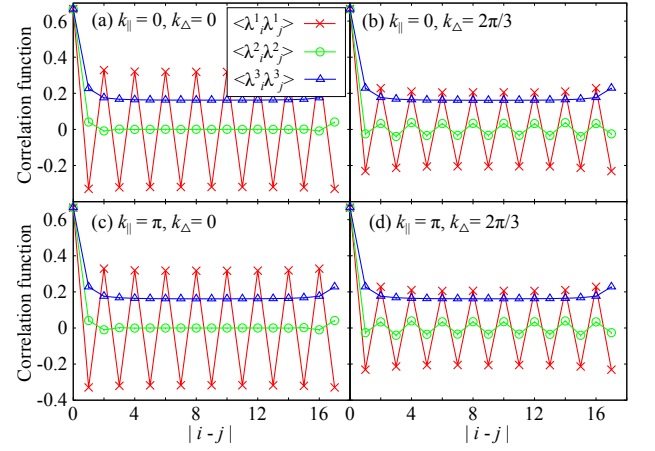 (a) k∥ = 0, k△ = 0
<λ¹ᵢλ¹ⱼ>
<λ²ᵢλ²ⱼ>
<λ³ᵢλ³ⱼ>
(b) k∥ = 0, k△ = 2π/3
Correlation function
0.6
0.4
0.2
0
-0.2
(c) k∥ = π, k△ = 0
(d) k∥ = π, k△ = 2π/3
Correlation function
0.6
0.4
0.2
0
-0.2
-0.4
0 4 8 12 16 0 4 8 12 16
| i - j | | i - j |